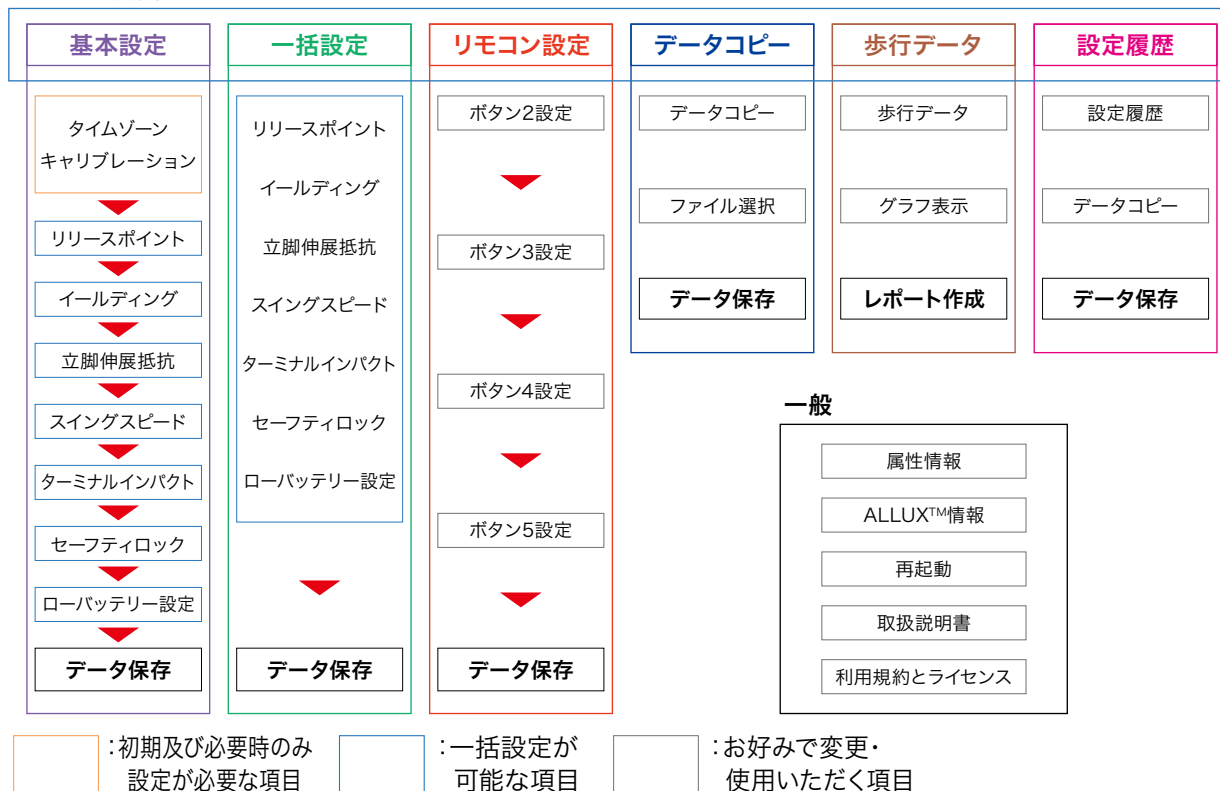 基本設定
タイムゾーン
キャリブレーション
リリースポイント
イールディング
立脚伸展抵抗
スイングスピード
ターミナルインパクト
セーフティロック
ローバッテリー設定
データ保存
一括設定
リリースポイント
イールディング
立脚伸展抵抗
スイングスピード
ターミナルインパクト
セーフティロック
ローバッテリー設定
データ保存
リモコン設定
ボタン2設定
ボタン3設定
ボタン4設定
ボタン5設定
データ保存
データコピー
データコピー
ファイル選択
データ保存
歩行データ
歩行データ
グラフ表示
レポート作成
設定履歴
設定履歴
データコピー
データ保存
一般
属性情報
ALLUX™情報
再起動
取扱説明書
利用規約とライセンス
:初期及び必要時のみ
設定が必要な項目
:一括設定が
可能な項目
:お好みで変更・
使用いただく項目